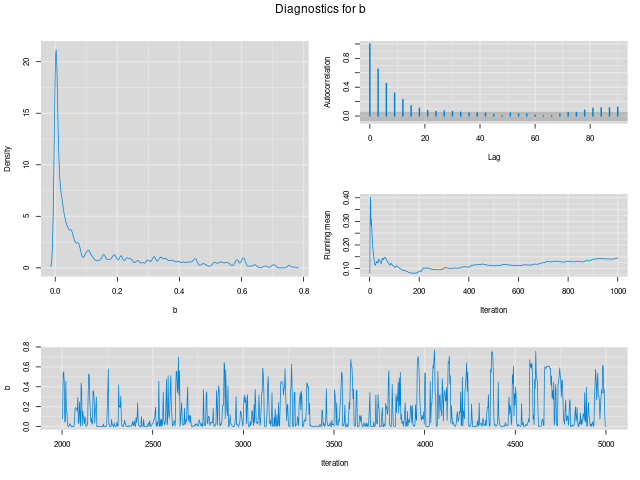 Diagnostics for b
Density
0 5 10 15 20
0.0 0.2 0.4 0.6 0.8
b
Autocorrelation
0.0 0.4 0.8
0 20 40 60 80
Lag
Running mean
0.10 0.20 0.30 0.40
0 200 400 600 800 1000
Iteration
b
0.0 0.2 0.4 0.6 0.8
2000 2500 3000 3500 4000 4500 5000
Iteration